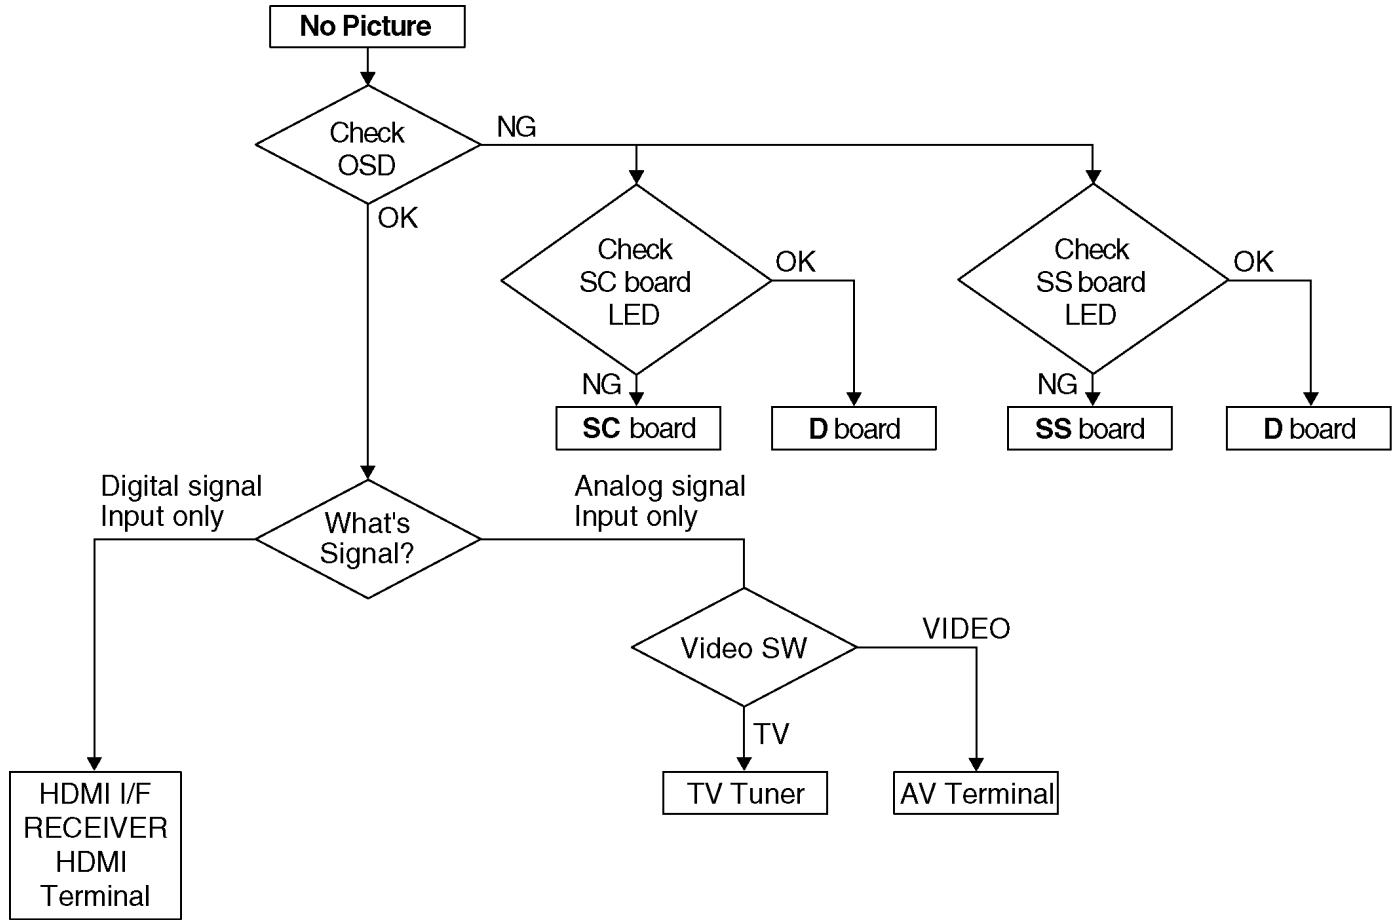 No Picture
Check
OSD
NG
OK
Check
SC board
LED
OK
NG
SC board
D board
Check
SS board
LED
OK
NG
SS board
D board
Digital signal
Input only
What's
Signal?
Analog signal
Input only
Video SW
VIDEO
TV
HDMI I/F
RECEIVER
HDMI
Terminal
TV Tuner
AV Terminal